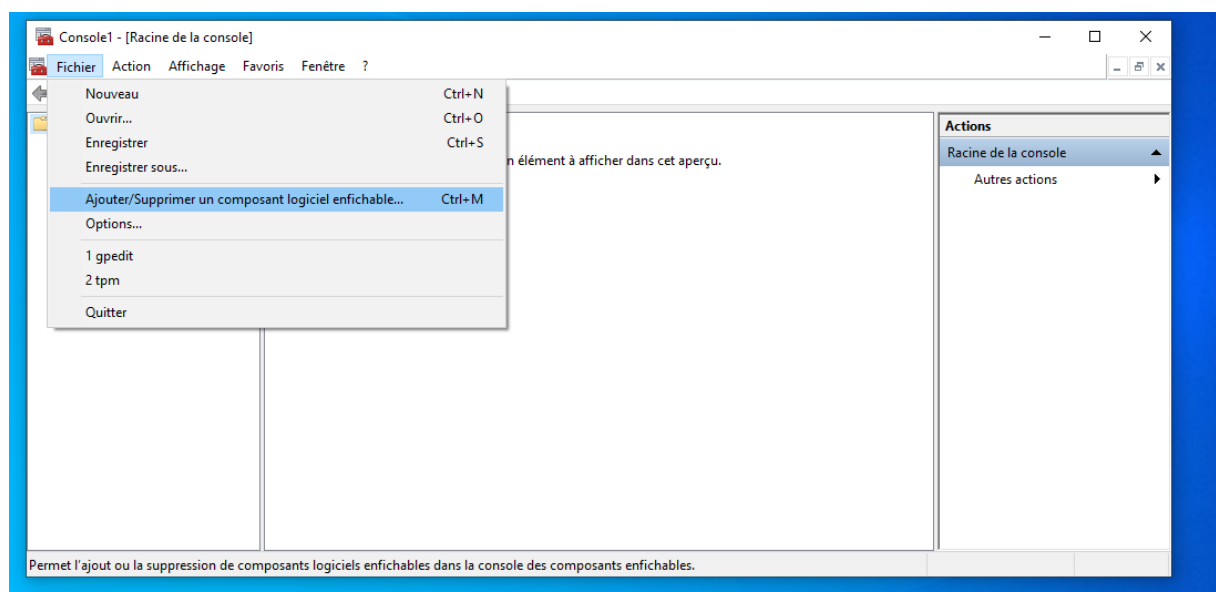 Console1 - [Racine de la console]
Fichier Action Affichage Favoris Fenêtre ?
Nouveau Ctrl+N
Ouvrir... Ctrl+O
Enregistrer Ctrl+S
Enregistrer sous...
Ajouter/Supprimer un composant logiciel enfichable... Ctrl+M
Options...
1 gpedit
2 tpm
Quitter
n élément à afficher dans cet aperçu.
Actions
Racine de la console
Autres actions
Permet l'ajout ou la suppression de composants logiciels enfichables dans la console des composants enfichables.